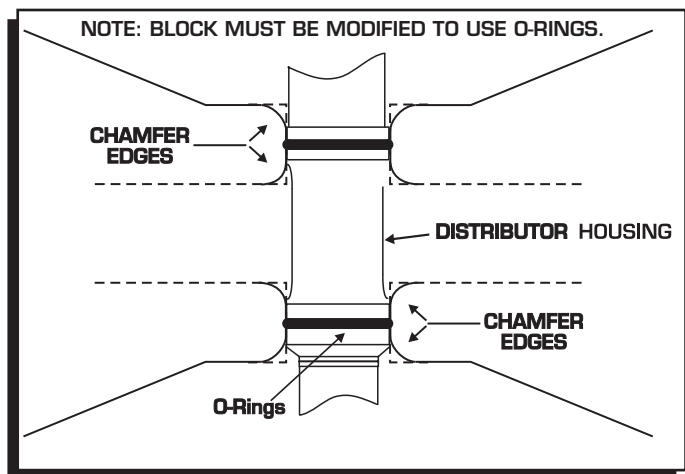 NOTE: BLOCK MUST BE MODIFIED TO USE O-RINGS.
CHAMFER
EDGES
DISTRIBUTOR HOUSING
CHAMFER
EDGES
O-Rings